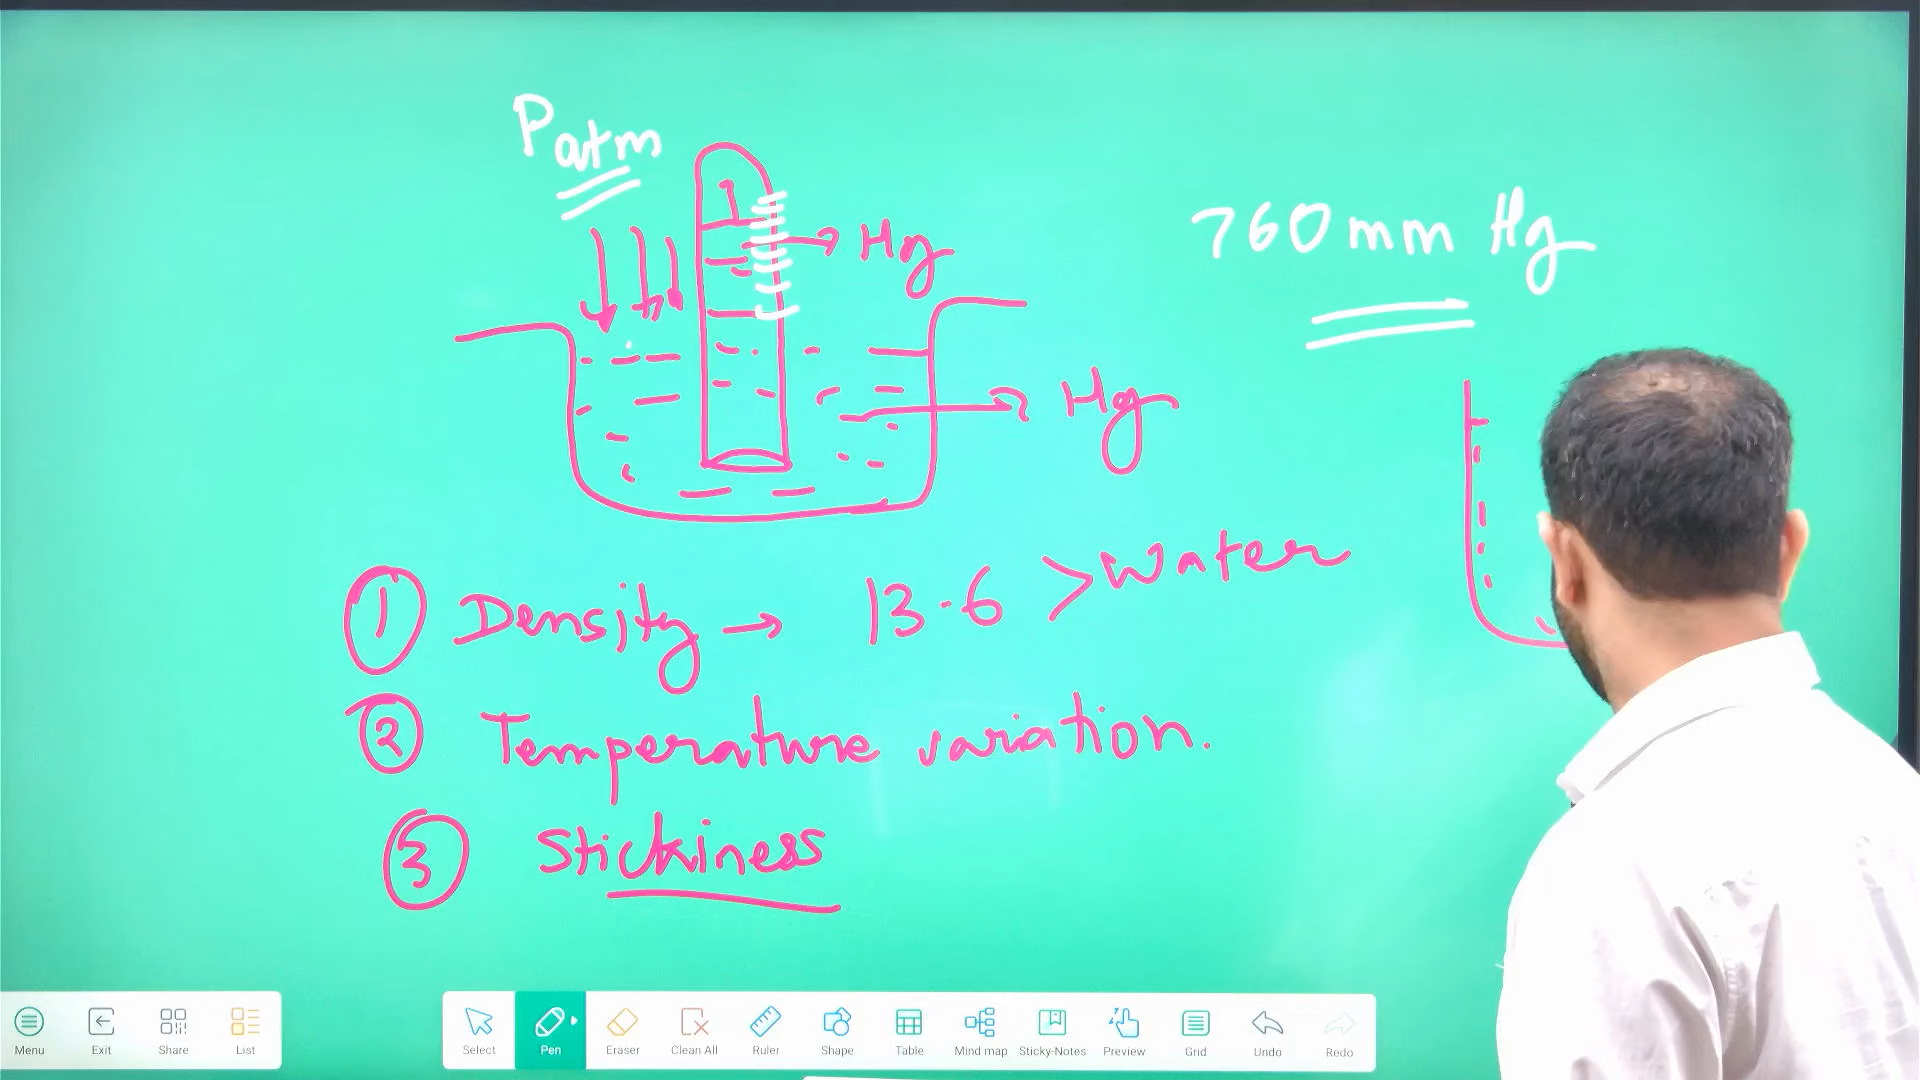 Patm
760 mm Hg
Hg
Hg
① Density → 13.6 > Water
② Temperature variation.
③ Stickiness
Menu Exit Share List Select Pen Eraser Clean All Ruler Shape Table Mind map Sticky-Notes Preview Grid Undo Redo